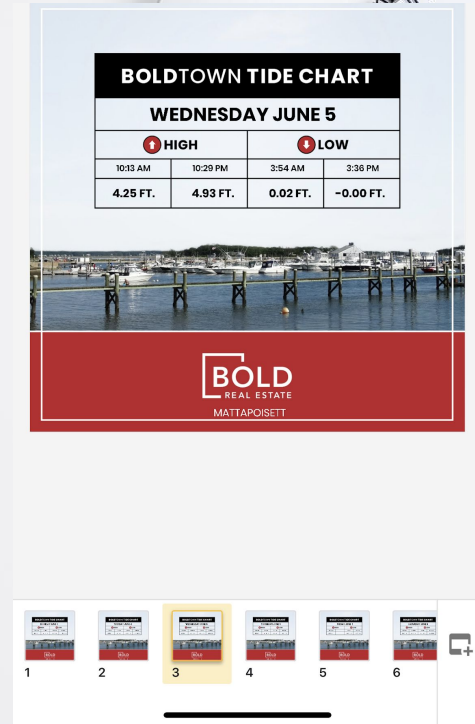 BOLDTOWN TIDE CHART
WEDNESDAY JUNE 5
HIGH LOW
10:13 AM 10:29 PM 3:54 AM 3:36 PM
4.25 FT. 4.93 FT. 0.02 FT. -0.00 FT.
BOLD
REAL ESTATE
MATTAPOISETT
1 2 3 4 5 6